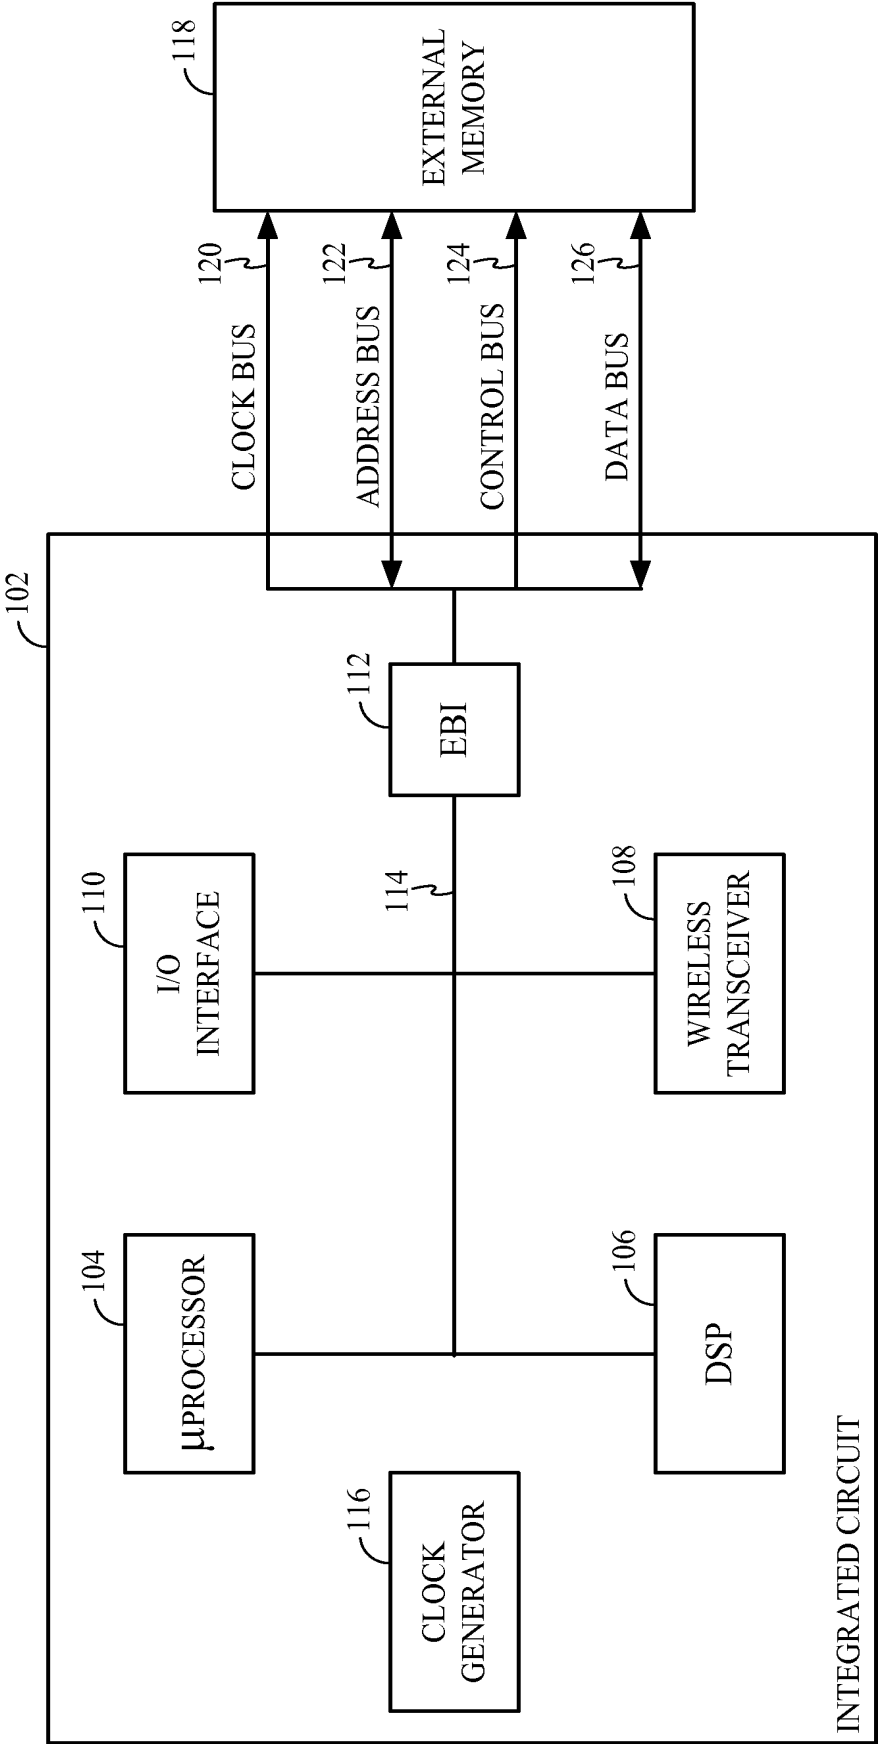 102
104
µPROCESSOR
110
I/O
INTERFACE
116
CLOCK
GENERATOR
114
112
EBI
106
DSP
108
WIRELESS
TRANSCEIVER
INTEGRATED CIRCUIT
CLOCK BUS
120
ADDRESS BUS
122
CONTROL BUS
124
DATA BUS
126
118
EXTERNAL
MEMORY